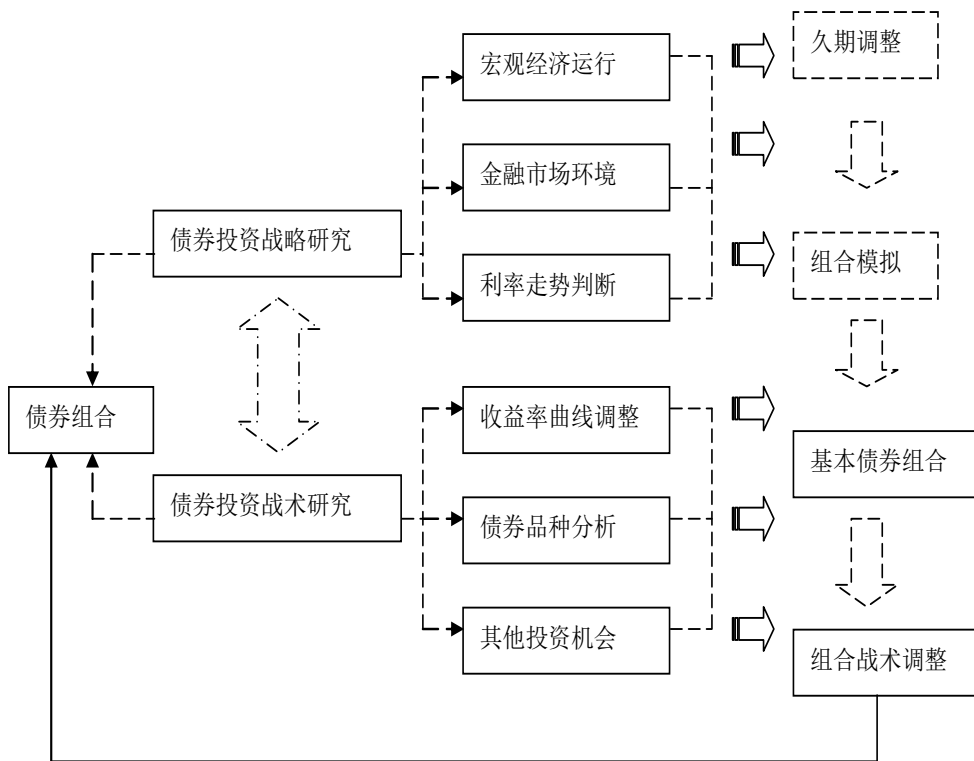 宏观经济运行
久期调整
金融市场环境
债券投资战略研究
组合模拟
利率走势判断
债券组合
收益率曲线调整
基本债券组合
债券投资战术研究
债券品种分析
其他投资机会
组合战术调整